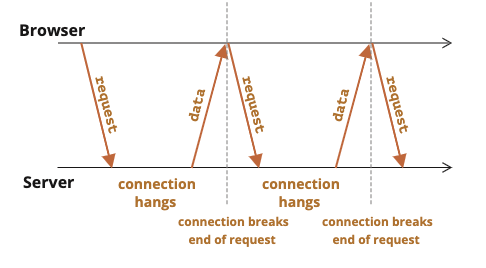 Browser
request
data
request
data
request
Server
connection
hangs
connection
hangs
connection breaks
end of request
connection breaks
end of request